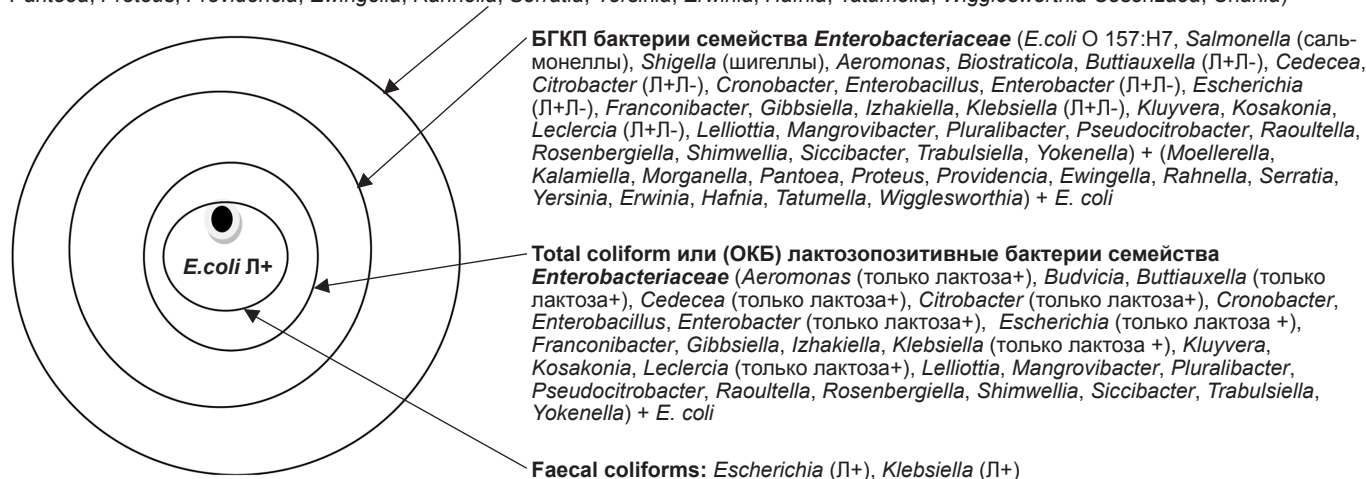 Pantoea, Proteus, Providencia, Ewingella, Rahnella, Serratia, Yersinia, Erwinia, Hafnia, Tatumella, Wigglesworthia
БГКП бактерии семейства Enterobacteriaceae (E.coli O 157:H7, Salmonella (саль-
монеллы), Shigella (шигеллы), Aeromonas, Biostraticola, Buttiauxella (Л+Л-), Cedecea,
Citrobacter (Л+Л-), Cronobacter, Enterobacillus, Enterobacter (Л+Л-), Escherichia
(Л+Л-), Franconibacter, Gibbsiella, Izhakiella, Klebsiella (Л+Л-), Kluyvera, Kosakonia,
Leclercia (Л+Л-), Lelliottia, Mangrovibacter, Pluralibacter, Pseudocitrobacter, Raoultella,
Rosenbergiella, Shimwellia, Siccibacter, Trabulsiella, Yokenella) + (Moellerella,
Kalamiella, Morganella, Pantoea, Proteus, Providencia, Ewingella, Rahnella, Serratia,
Yersinia, Erwinia, Hafnia, Tatumella, Wigglesworthia) + E. coli
E.coli Л+
Total coliform или (ОКБ) лактозопозитивные бактерии семейства
Enterobacteriaceae (Aeromonas (только лактоза+), Budvicia, Buttiauxella (только
лактоза+), Cedecea (только лактоза+), Citrobacter (только лактоза+), Cronobacter,
Enterobacillus, Enterobacter (только лактоза+), Escherichia (только лактоза +),
Franconibacter, Gibbsiella, Izhakiella, Klebsiella (только лактоза +), Kluyvera,
Kosakonia, Leclercia (только лактоза+), Lelliottia, Mangrovibacter, Pluralibacter,
Pseudocitrobacter, Raoultella, Rosenbergiella, Shimwellia, Siccibacter, Trabulsiella,
Yokenella) + E. coli
Faecal coliforms: Escherichia (Л+), Klebsiella (Л+)